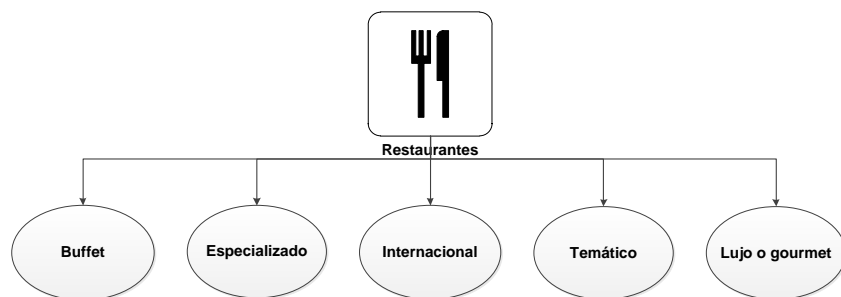 Restaurantes
Buffet
Especializado
Internacional
Temático
Lujo o gourmet